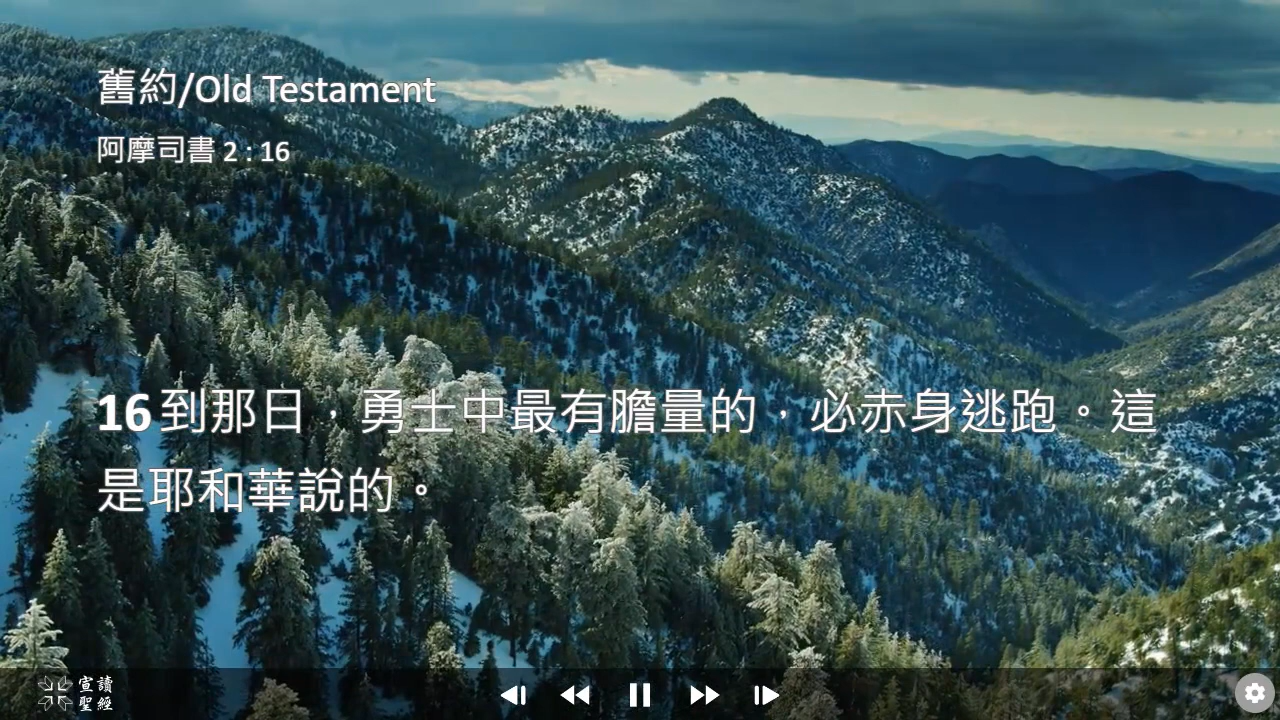 舊約/Old Testament
阿摩司書 2 : 16
16 到那日，勇士中最有膽量的，必赤身逃跑。這
是耶和華說的。
宣讀
聖經